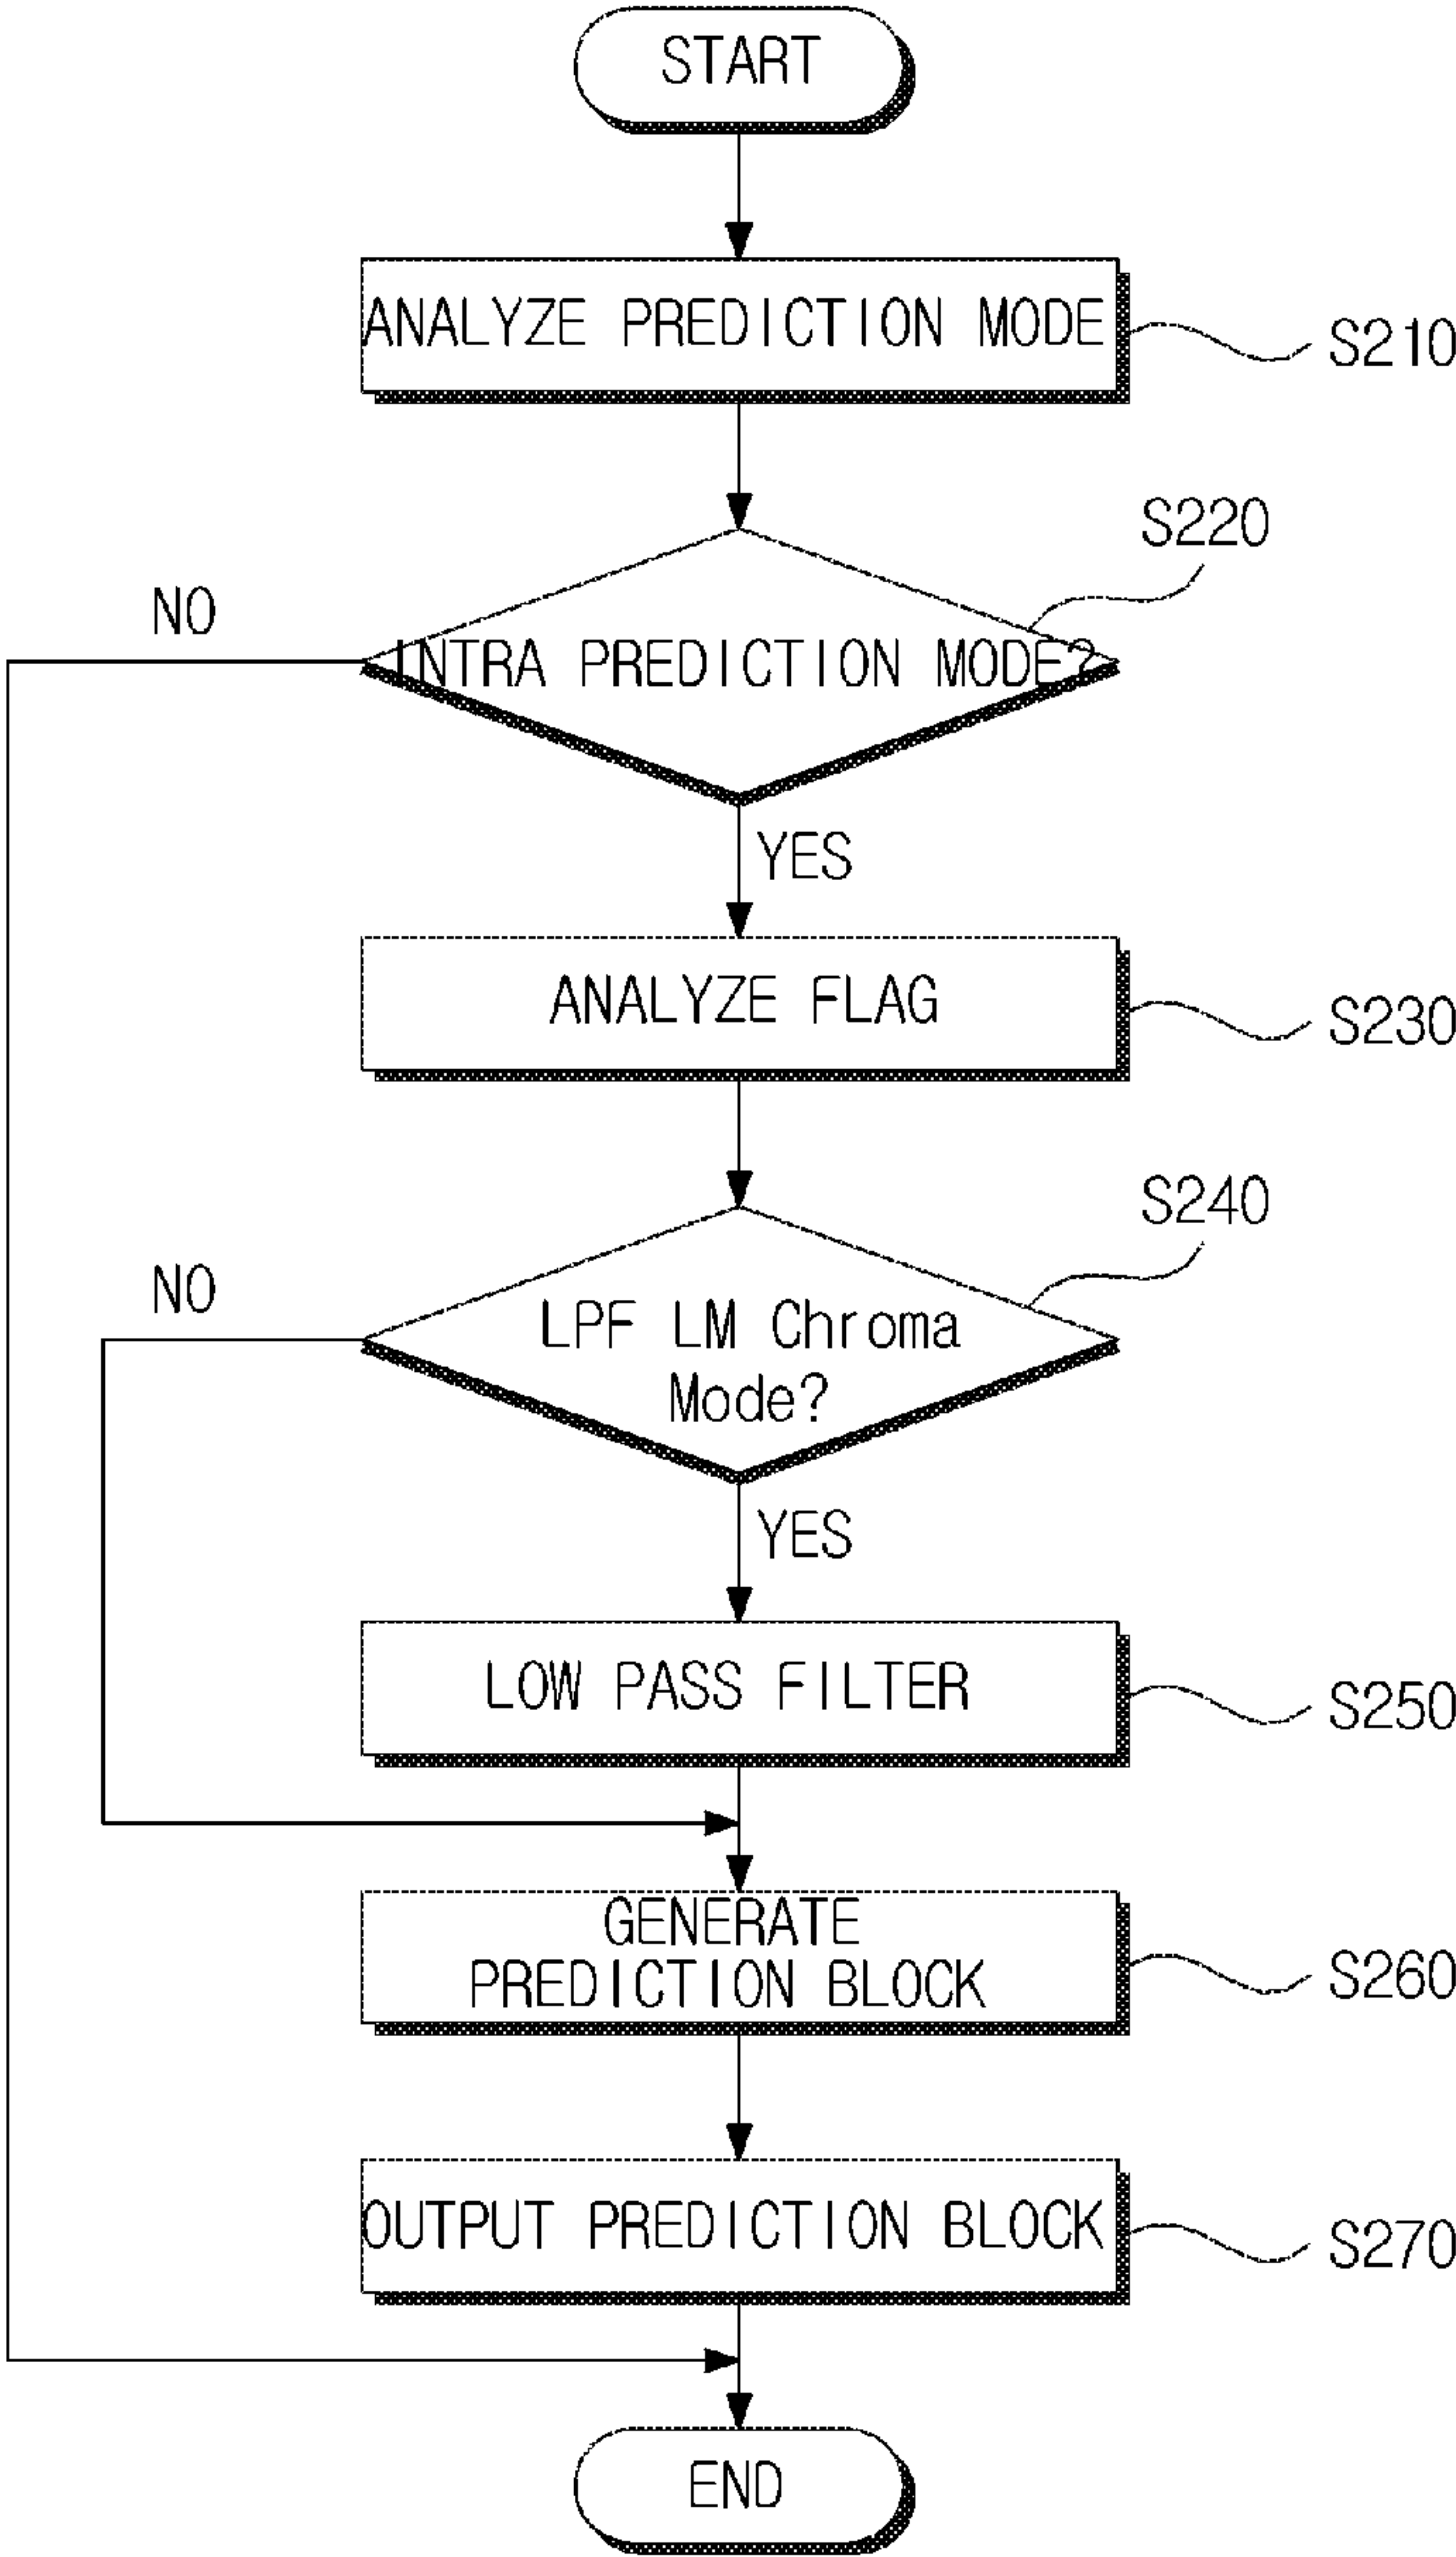 START
ANALYZE PREDICTION MODE
S210
S220
NO
INTRA PREDICTION MODE?
YES
ANALYZE FLAG
S230
S240
NO
LPF LM Chroma
Mode?
YES
LOW PASS FILTER
S250
GENERATE
PREDICTION BLOCK
S260
OUTPUT PREDICTION BLOCK
S270
END